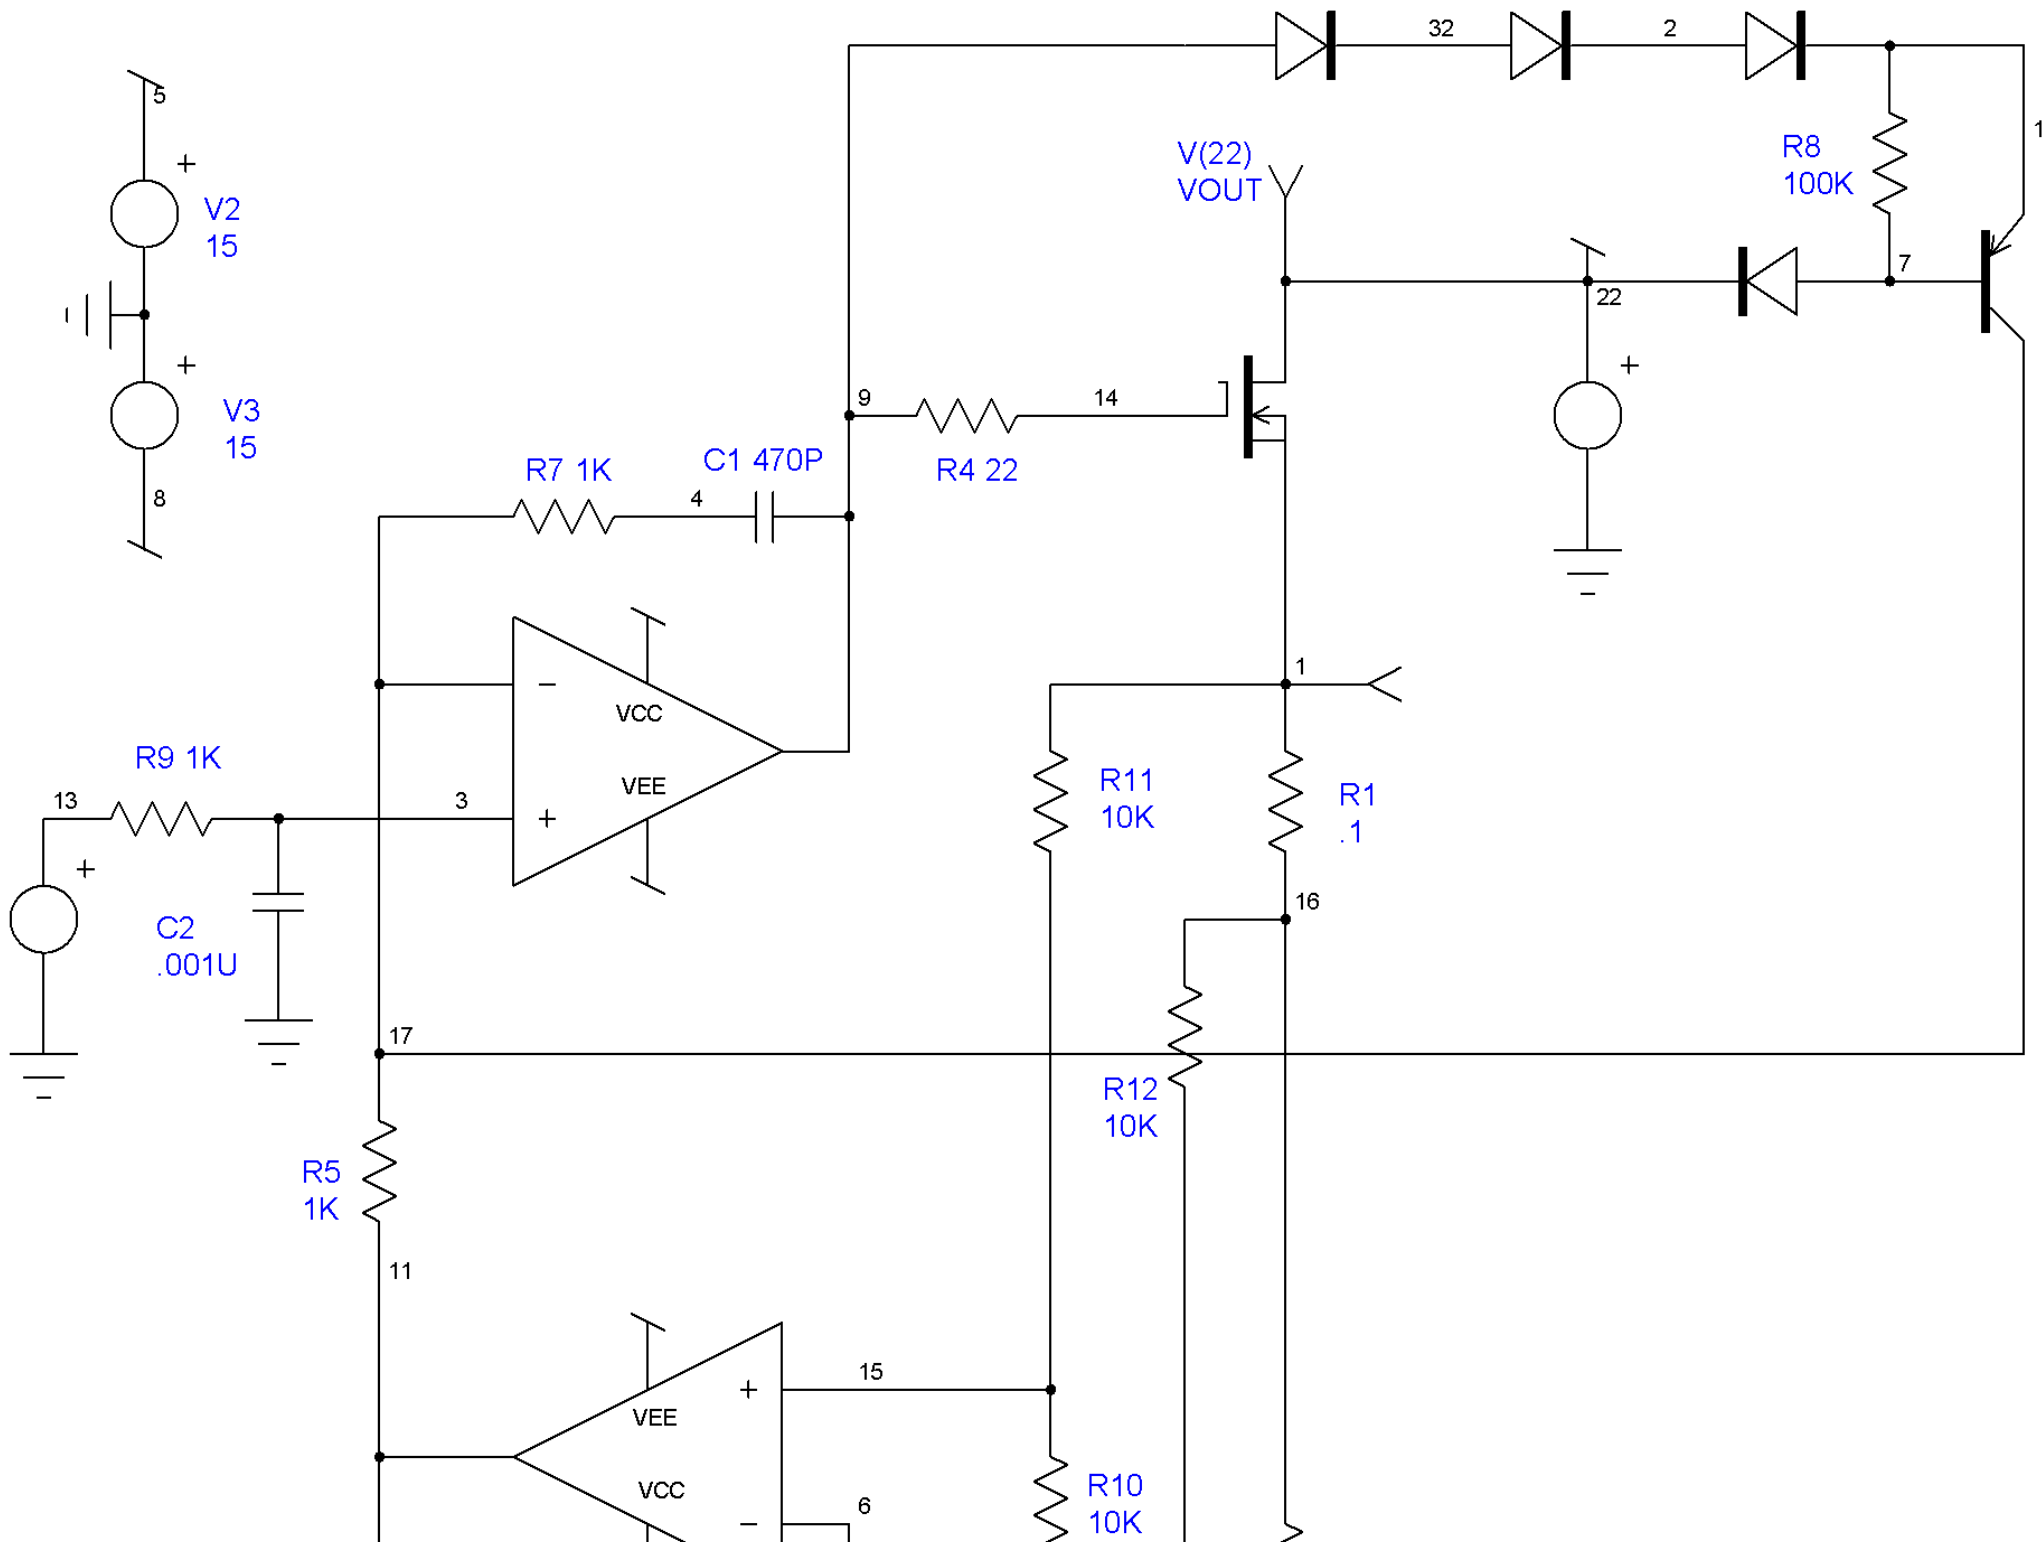 32
2
5
+
V(22)
VOUT
R8
100K
1
V2
15
7
22
+
+
V3
15
9
14
C1 470P
R7 1K
R4 22
4
8
1
−
VCC
R9 1K
VEE
R11
10K
R1
.1
13
3
+
+
16
C2
.001U
17
R12
10K
R5
1K
11
15
+
VEE
VCC
R10
10K
6
−